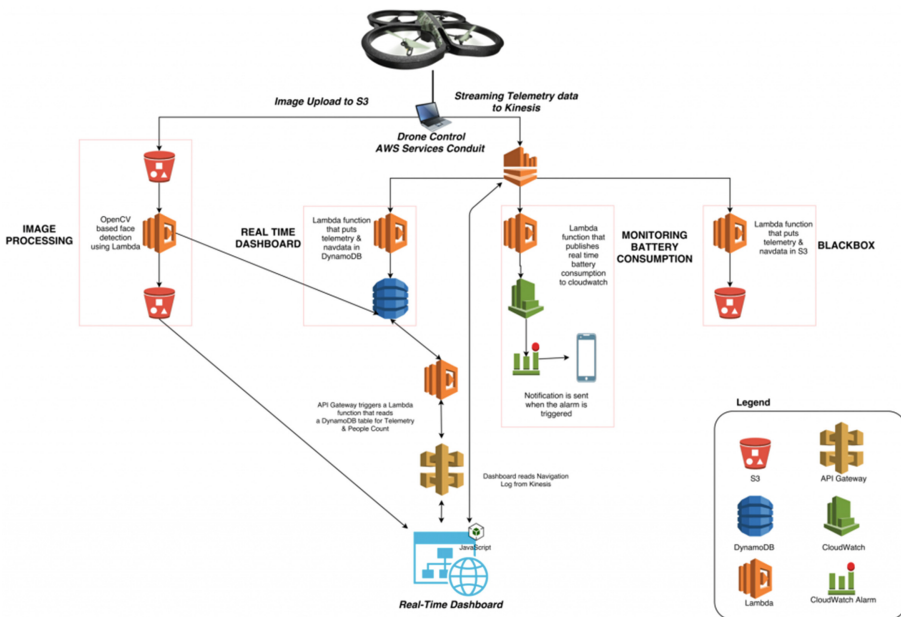 Image Upload to S3
Streaming Telemetry data
to Kinesis
Drone Control
AWS Services Conduit
IMAGE
PROCESSING
OpenCV
based face
detection
using Lambda
REAL TIME
DASHBOARD
Lambda function
that puts
telemetry &
navdata in
DynamoDB
Lambda
function that
publishes
real time
battery
consumption
to cloudwatch
MONITORING
BATTERY
CONSUMPTION
Lambda function
that puts
telemetry &
navdata in S3
BLACKBOX
Notification is sent
when the alarm is
triggered
API Gateway triggers a Lambda
function that reads
a DynamoDB table for Telemetry
& People Count
Dashboard reads Navigation
Log from Kinesis
JavaScript
Real-Time Dashboard
Legend
S3
API Gateway
DynamoDB
CloudWatch
Lambda
CloudWatch Alarm